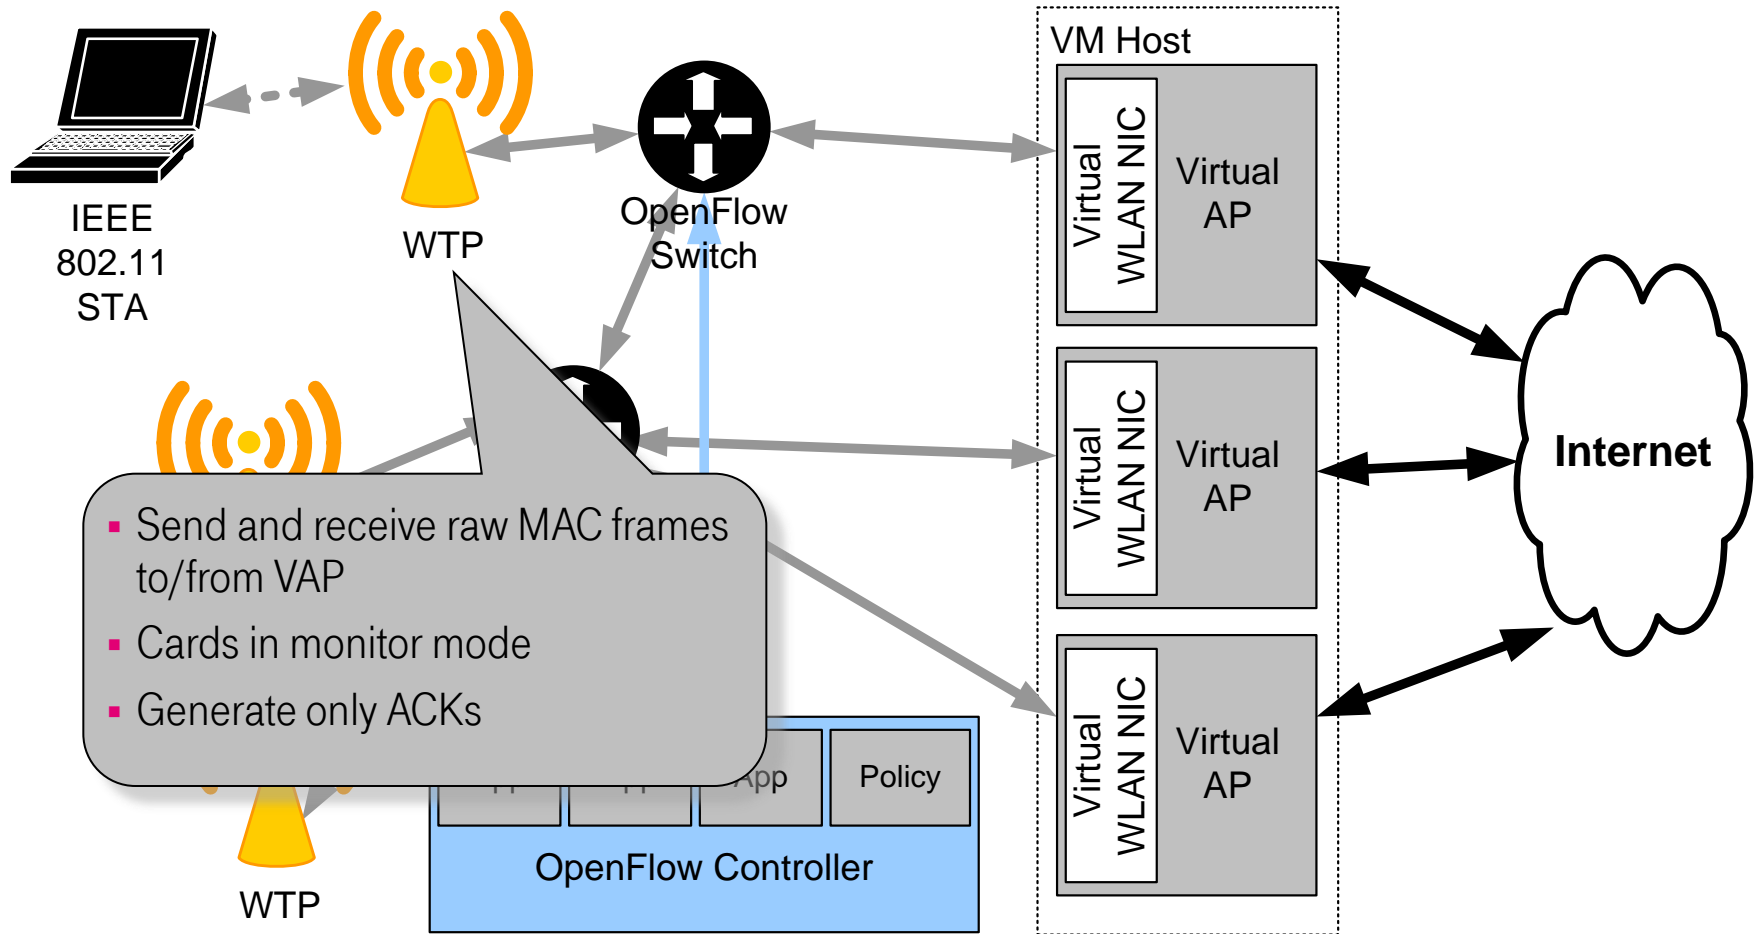 VM Host
IEEE
802.11
STA
WTP
OpenFlow
Switch
Virtual
WLAN NIC
Virtual
AP
Virtual
WLAN NIC
Virtual
AP
Internet
Send and receive raw MAC frames
to/from VAP
Cards in monitor mode
Generate only ACKs
Virtual
WLAN NIC
Virtual
AP
App
Policy
OpenFlow Controller
WTP